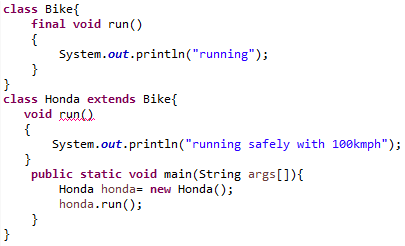 class Bike{
    final void run()
    {
        System.out.println("running");
    }
}
class Honda extends Bike{
   void run()
   {
       System.out.println("running safely with 100kmph");
   }
    public static void main(String args[]){
        Honda honda= new Honda();
        honda.run();
    }
}